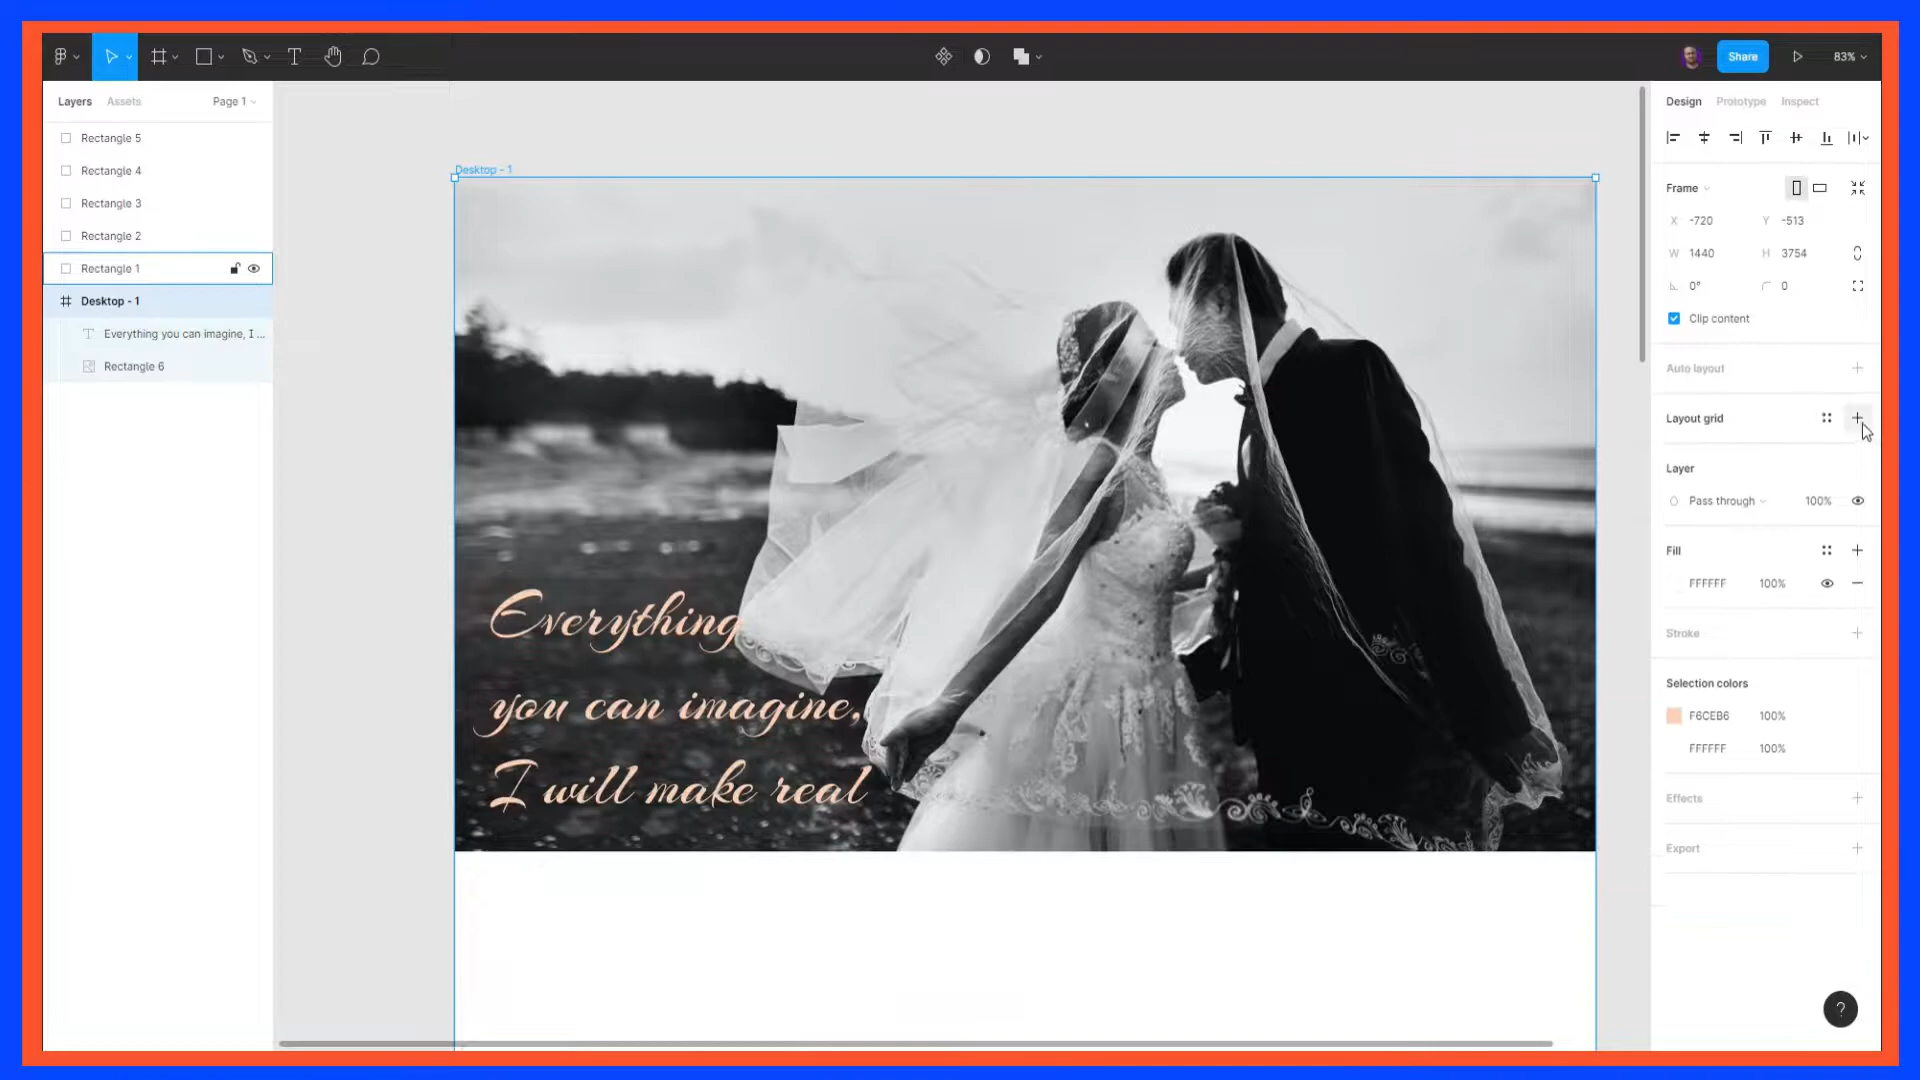 Share
83%
Layers
Assets
Page 1
Rectangle 5
Rectangle 4
Rectangle 3
Rectangle 2
Rectangle 1
Desktop - 1
Everything you can imagine, I ...
Rectangle 6
Desktop - 1
Everything
you can imagine,
I will make real
Design
Prototype
Inspect
Frame
X -720
Y -513
W 1440
H 3754
0°
0
Clip content
Auto layout
Layout grid
Layer
Pass through
100%
Fill
FFFFFF 100%
Stroke
Selection colors
F6CEB6 100%
FFFFFF 100%
Effects
Export
?